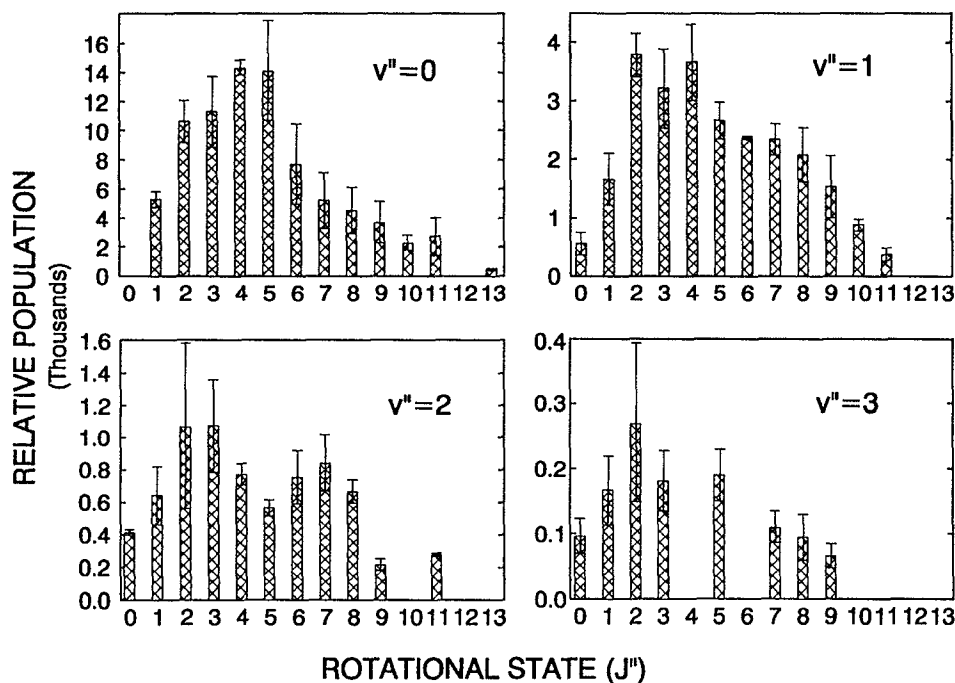 RELATIVE POPULATION
(Thousands)
16
14
12
10
8
6
4
2
0
v"=0
0 1 2 3 4 5 6 7 8 9 10 11 12 13
4
3
2
1
0
v"=1
0 1 2 3 4 5 6 7 8 9 10 11 12 13
1.6
1.4
1.2
1.0
0.8
0.6
0.4
0.2
0.0
v"=2
0 1 2 3 4 5 6 7 8 9 10 11 12 13
0.4
0.3
0.2
0.1
0.0
v"=3
0 1 2 3 4 5 6 7 8 9 10 11 12 13
ROTATIONAL STATE (J")